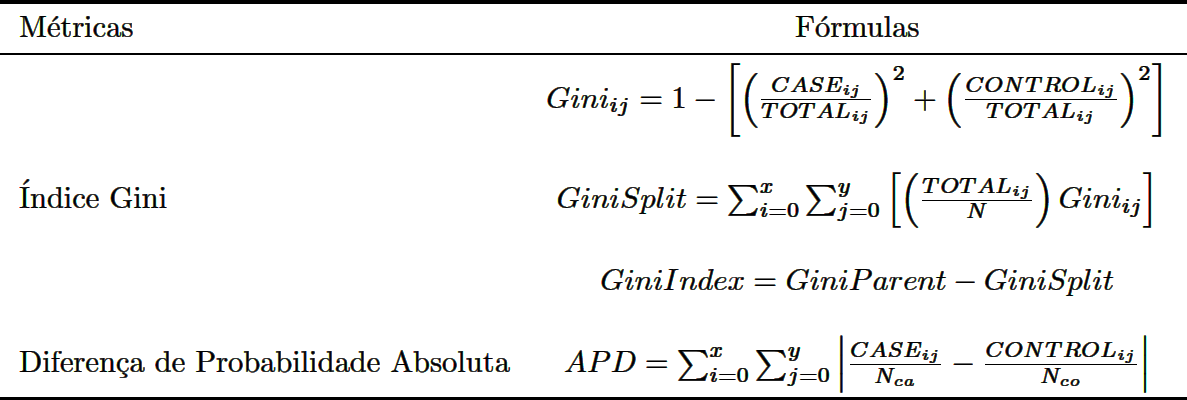 Métricas Fórmulas
Gini_{ij} = 1 − [(CASE_{ij}/TOTAL_{ij})^2 + (CONTROL_{ij}/TOTAL_{ij})^2]
Índice Gini GiniSplit = ∑_{i=0}^{x} ∑_{j=0}^{y} [(TOTAL_{ij}/N) Gini_{ij}]
GiniIndex = GiniParent − GiniSplit
Diferença de Probabilidade Absoluta APD = ∑_{i=0}^{x} ∑_{j=0}^{y} |CASE_{ij}/N_{ca} − CONTROL_{ij}/N_{co}|